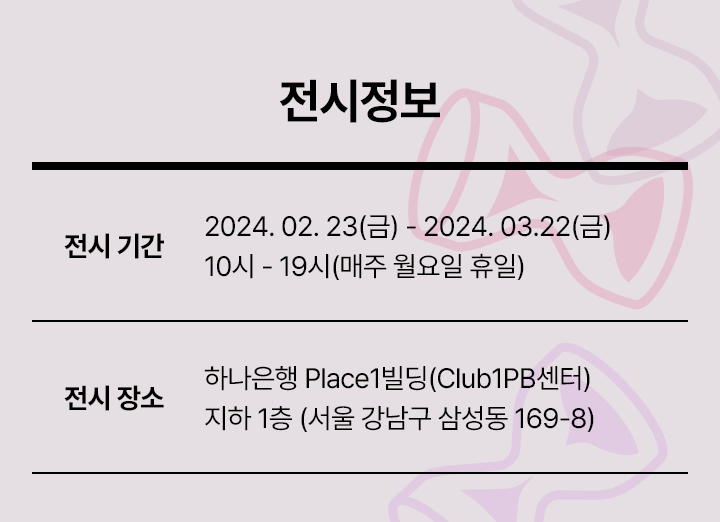 전시정보
전시 기간
2024. 02. 23(금) - 2024. 03.22(금)
10시 - 19시(매주 월요일 휴일)
전시 장소
하나은행 Place1빌딩(Club1PB센터)
지하 1층 (서울 강남구 삼성동 169-8)